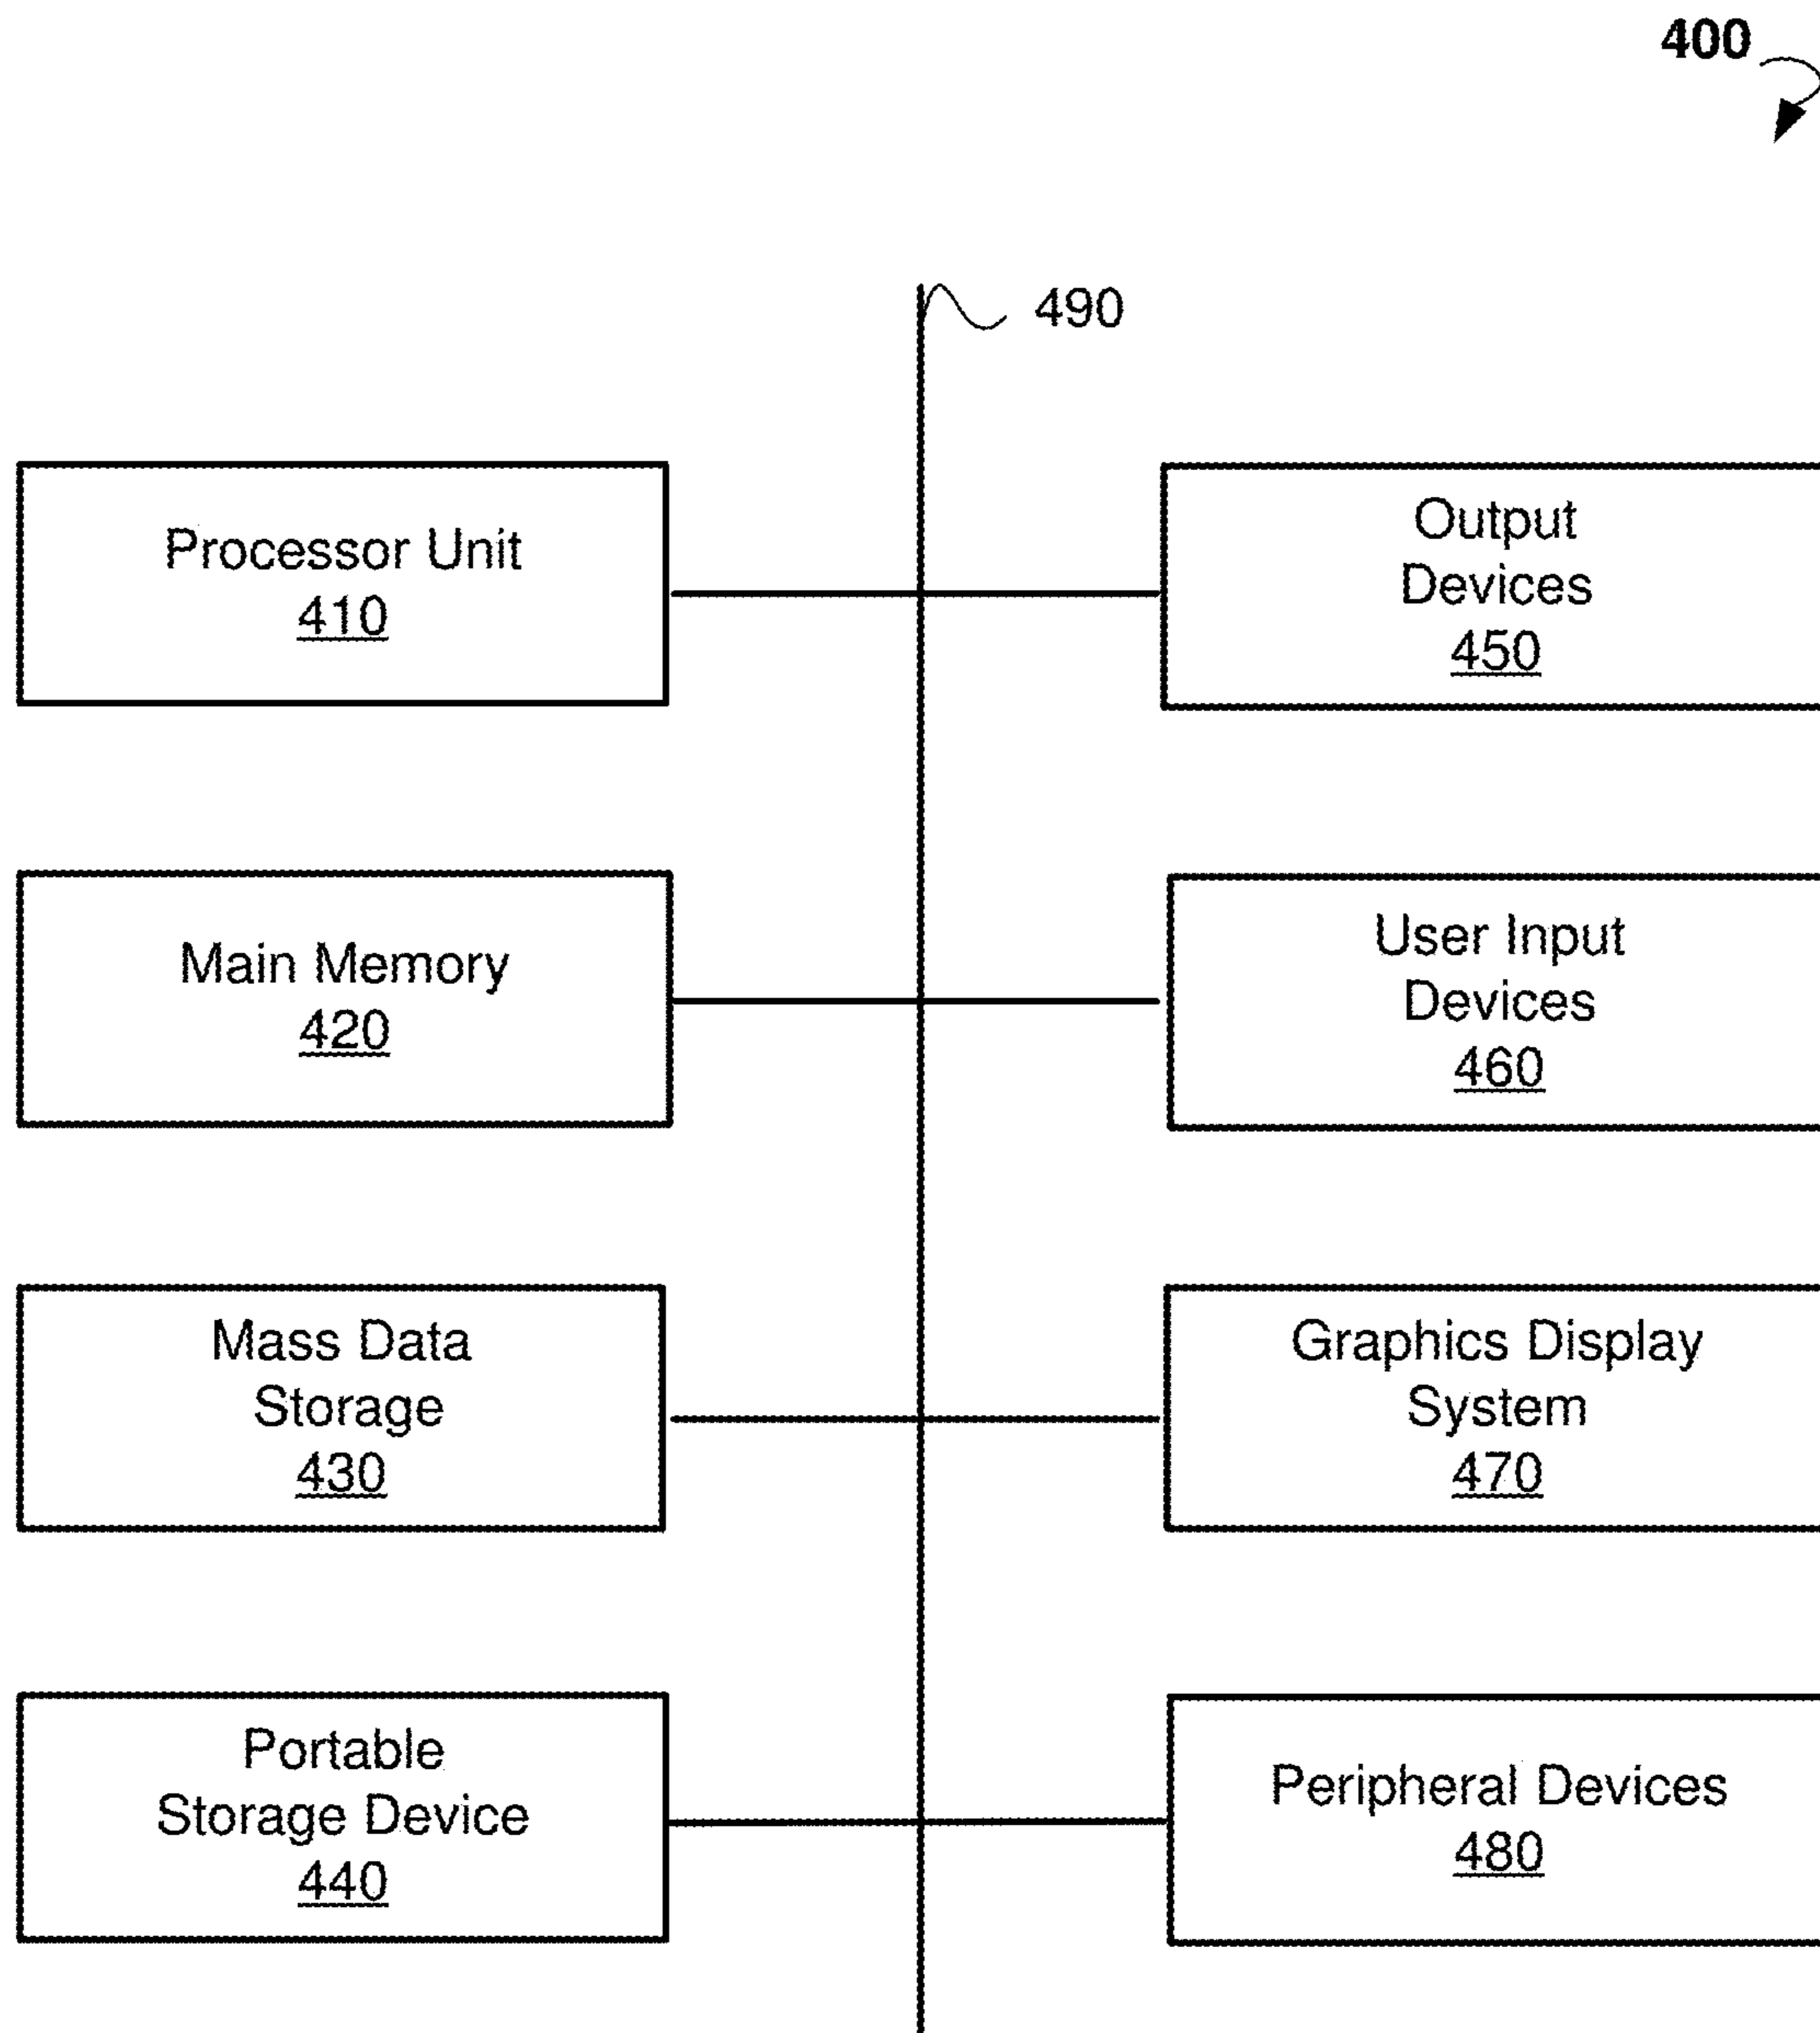 400
490
Processor Unit
410
Output
Devices
450
Main Memory
420
User Input
Devices
460
Mass Data
Storage
430
Graphics Display
System
470
Portable
Storage Device
440
Peripheral Devices
480